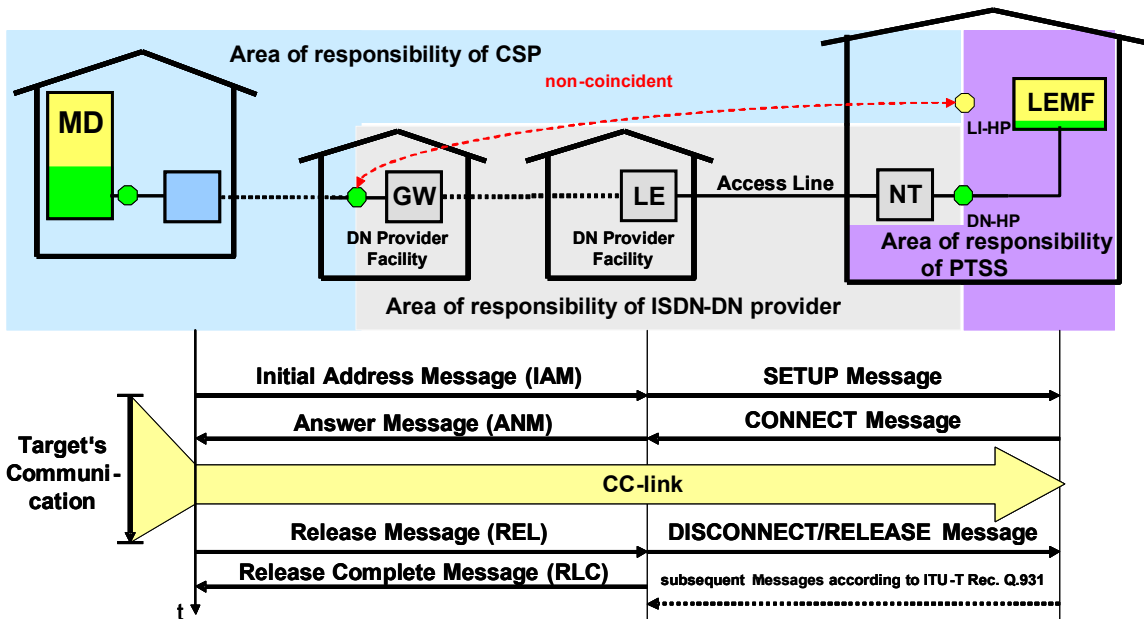 Area of responsibility of CSP
non-coincident
MD
LEMF
LI-HP
GW
LE
Access Line
NT
DN-HP
DN Provider
Facility
DN Provider
Facility
Area of responsibility
of PTSS
Area of responsibility of ISDN-DN provider
Initial Address Message (IAM)
SETUP Message
Answer Message (ANM)
CONNECT Message
Target's
Communi-
cation
CC-link
Release Message (REL)
DISCONNECT/RELEASE Message
Release Complete Message (RLC)
subsequent Messages according to ITU-T Rec. Q.931
t